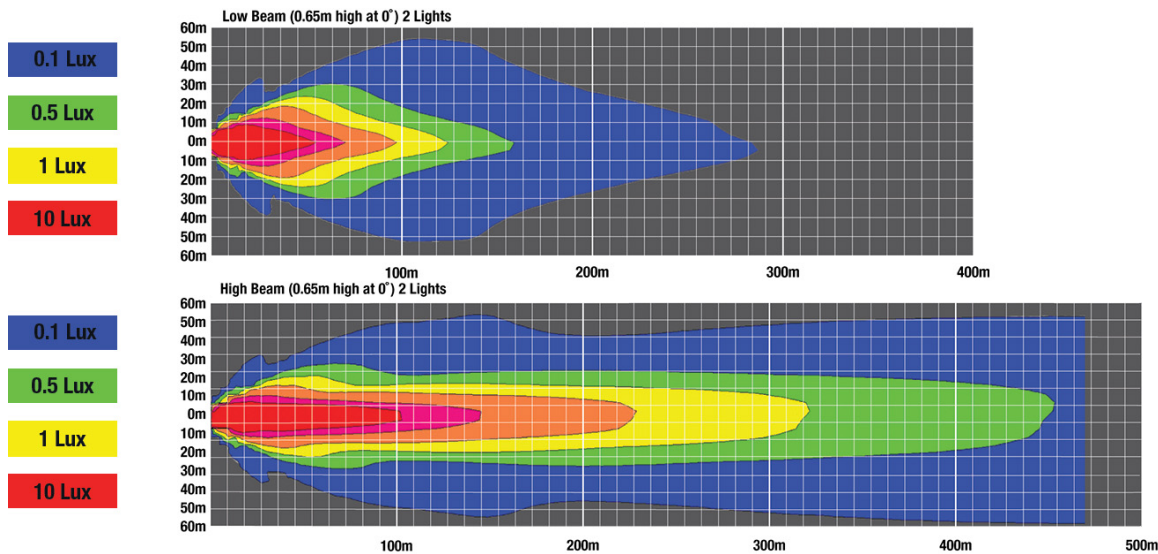 Low Beam (0.65m high at 0˚) 2 Lights
60m
50m
40m
30m
20m
10m
0m
10m
20m
30m
40m
50m
60m
0.1 Lux
0.5 Lux
1 Lux
10 Lux
100m 200m 300m 400m
High Beam (0.65m high at 0˚) 2 Lights
60m
50m
40m
30m
20m
10m
0m
10m
20m
30m
40m
50m
60m
0.1 Lux
0.5 Lux
1 Lux
10 Lux
100m 200m 300m 400m 500m